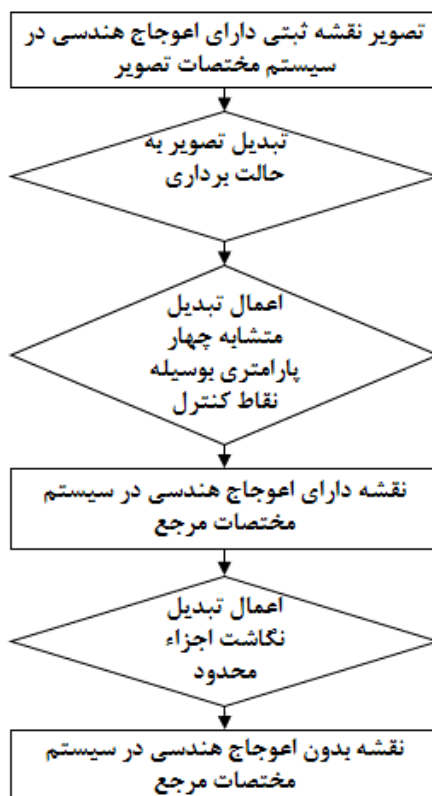 تصویر نقشه ثبتی دارای اعوجاج هندسی در
سیستم مختصات تصویر
تبدیل تصویر به
حالت برداری
اعمال تبدیل
متشابه چهار
پارامتری بوسیله
نقاط کنترل
نقشه دارای اعوجاج هندسی در سیستم
مختصات مرجع
اعمال تبدیل
نگاشت اجزاء
محدود
نقشه بدون اعوجاج هندسی در سیستم
مختصات مرجع